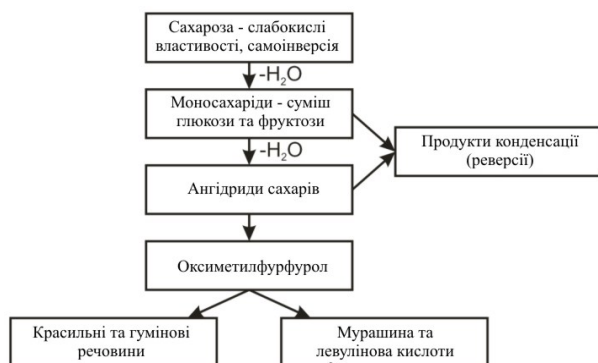 Сахароза - слабокислі
властивості, самоінверсія
-H₂O
Моносахариди - суміш
глюкози та фруктози
-H₂O
Продукти конденсації
(реверсії)
Ангідриди сахарів
Оксиметилфурфурол
Красильні та гумінові
речовини
Мурашина та
левулінова кислоти